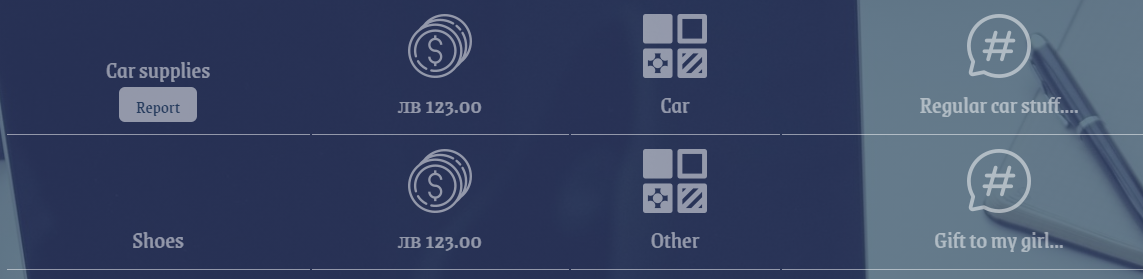 Car supplies
Report
лв 123.00
Car
Regular car stuff....
Shoes
лв 123.00
Other
Gift to my girl...